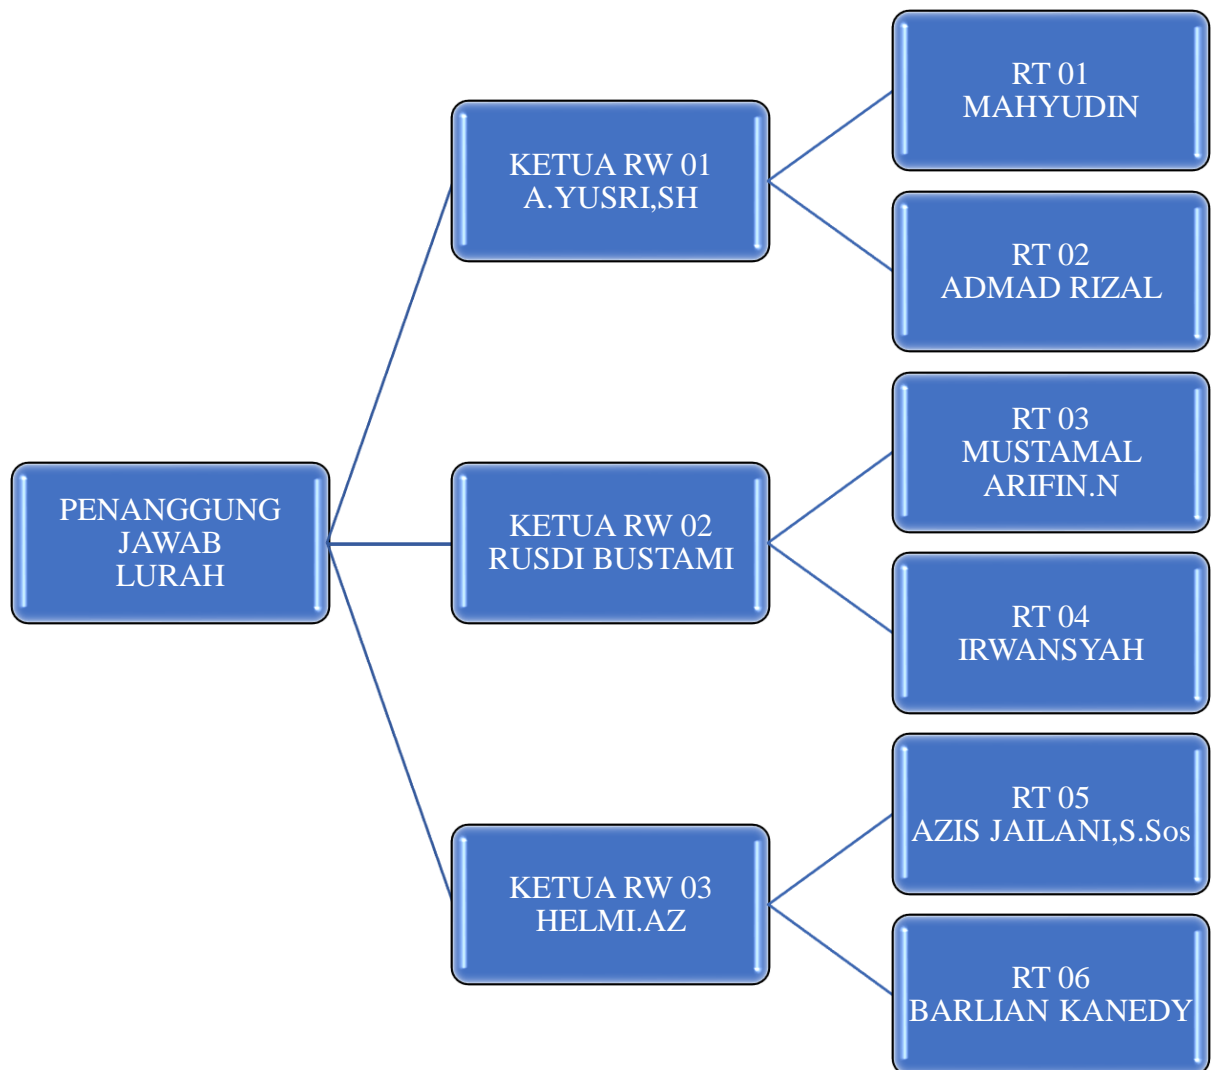 PENANGGUNG
JAWAB
LURAH
KETUA RW 01
A.YUSRI,SH
RT 01
MAHYUDIN
RT 02
ADMAD RIZAL
KETUA RW 02
RUSDI BUSTAMI
RT 03
MUSTAMAL
ARIFIN.N
RT 04
IRWANSYAH
KETUA RW 03
HELMI.AZ
RT 05
AZIS JAILANI,S.Sos
RT 06
BARLIAN KANEDY